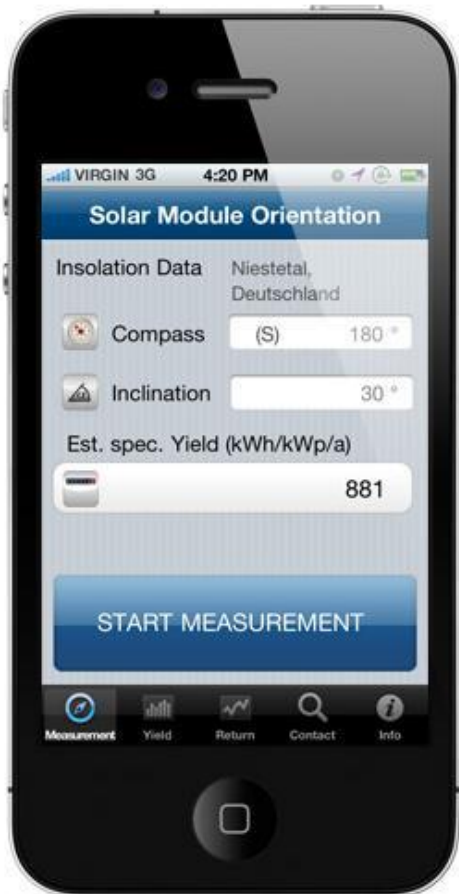 VIRGIN 3G 4:20 PM
Solar Module Orientation
Insolation Data Niestetal,
Deutschland
Compass (S) 180 °
Inclination 30 °
Est. spec. Yield (kWh/kWp/a)
881
START MEASUREMENT
Measurement Yield Return Contact Info